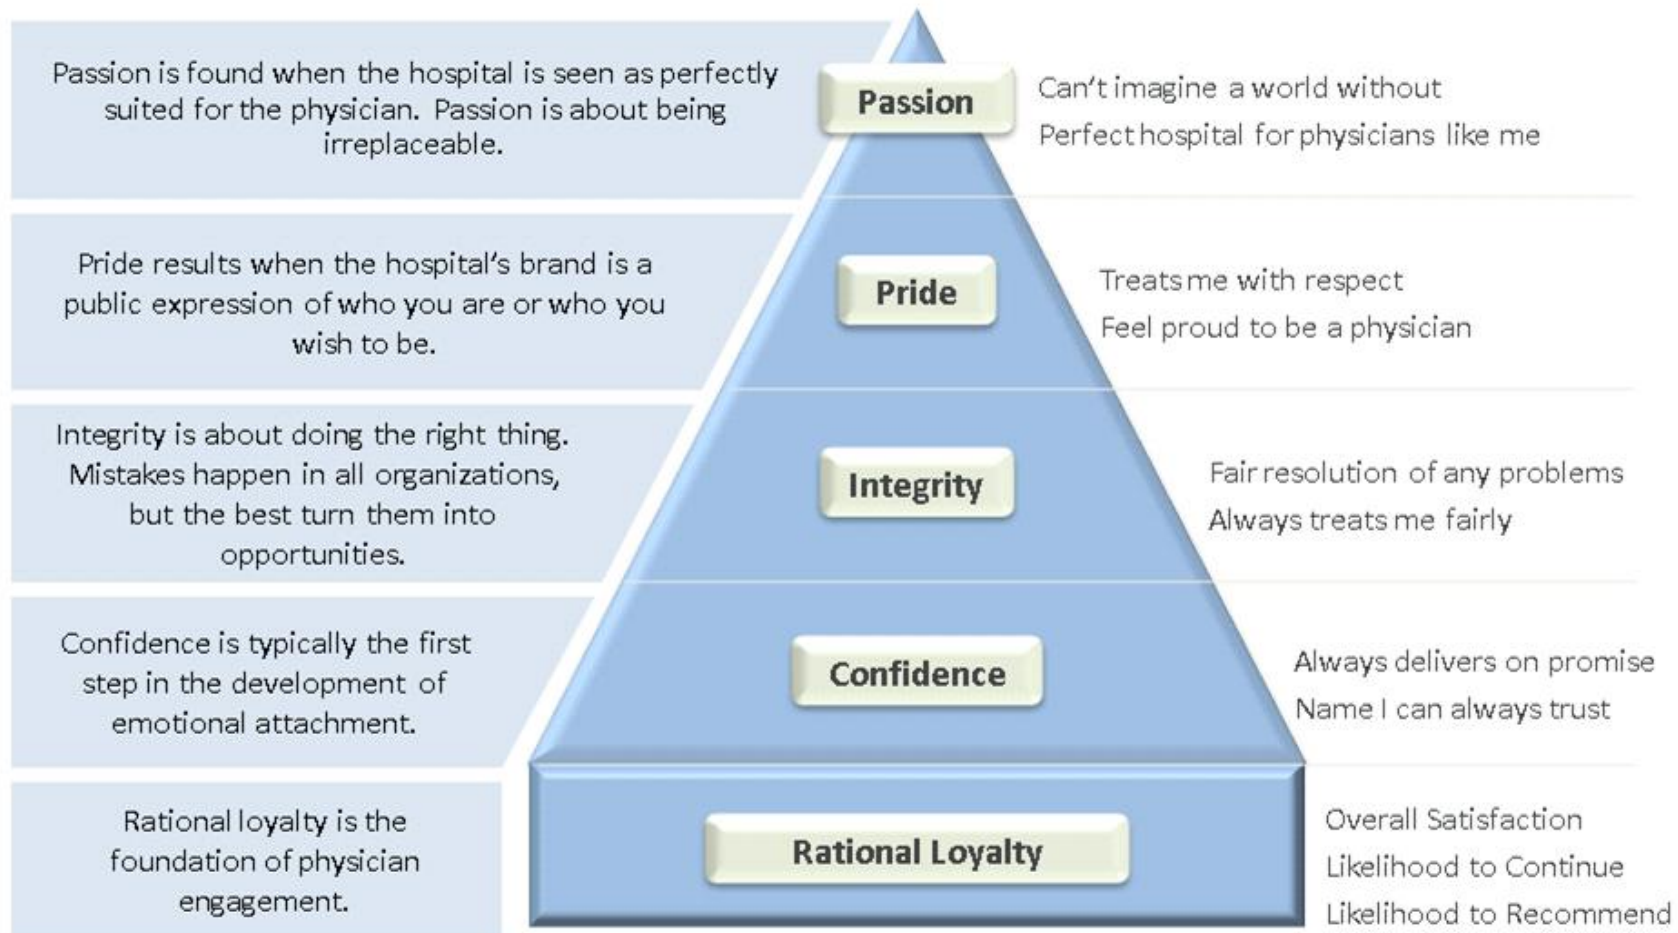 Passion is found when the hospital is seen as perfectly
suited for the physician. Passion is about being
irreplaceable.
Passion
Can't imagine a world without
Perfect hospital for physicians like me
Pride results when the hospital's brand is a
public expression of who you are or who you
wish to be.
Pride
Treats me with respect
Feel proud to be a physician
Integrity is about doing the right thing.
Mistakes happen in all organizations,
but the best turn them into
opportunities.
Integrity
Fair resolution of any problems
Always treats me fairly
Confidence is typically the first
step in the development of
emotional attachment.
Confidence
Always delivers on promise
Name I can always trust
Rational loyalty is the
foundation of physician
engagement.
Rational Loyalty
Overall Satisfaction
Likelihood to Continue
Likelihood to Recommend